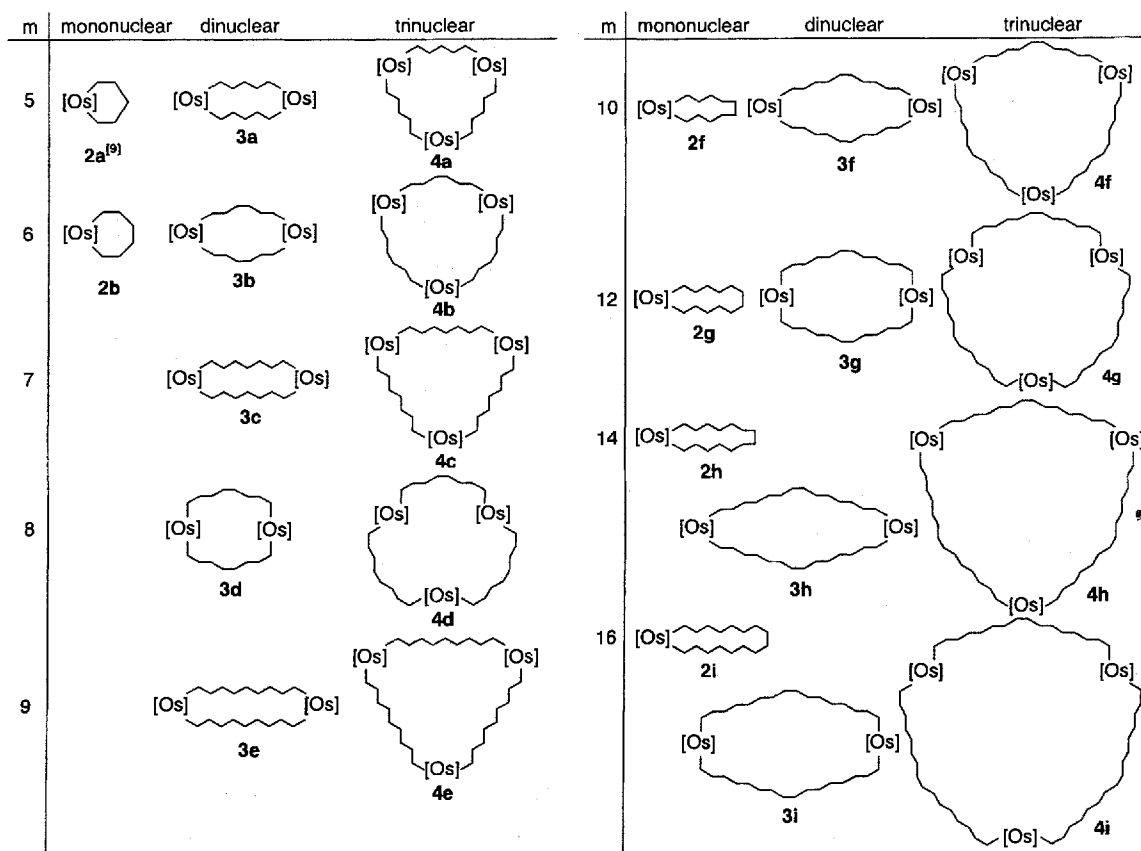 m mononuclear dinuclear trinuclear
[Os] [Os]
5 [Os] [Os] [Os]
3a [Os]
2a[9] 4a
[Os] [Os]
6 [Os] [Os] [Os]
2b 3b [Os]
4b
[Os] [Os]
7 [Os] [Os]
3c [Os]
4c
[Os] [Os]
8 [Os] [Os]
3d [Os]
4d
[Os] [Os]
9 [Os] [Os]
3e [Os]
4e
m mononuclear dinuclear trinuclear
[Os] [Os]
10 [Os] [Os] [Os]
2f 3f 4f
[Os]
[Os] [Os]
12 [Os] [Os] [Os]
2g 3g 4g
[Os]
14 [Os] [Os] [Os]
2h
[Os] [Os]
3h 4h
[Os]
16 [Os]
2i [Os] [Os]
[Os] [Os]
3i 4i
[Os]